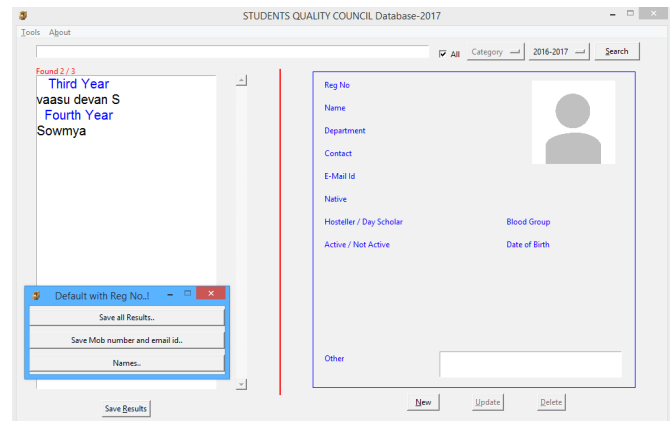 STUDENTS QUALITY COUNCIL Database-2017
Tools About
All Category 2016-2017 Search
Found 2 / 3
Third Year
vaasu devan S
Fourth Year
Sowmya
Default with Reg No..!
Save all Results..
Save Mob number and email id..
Names..
Save Results
Reg No
Name
Department
Contact
E-Mail Id
Native
Hosteller / Day Scholar Blood Group
Active / Not Active Date of Birth
Other
New Update Delete